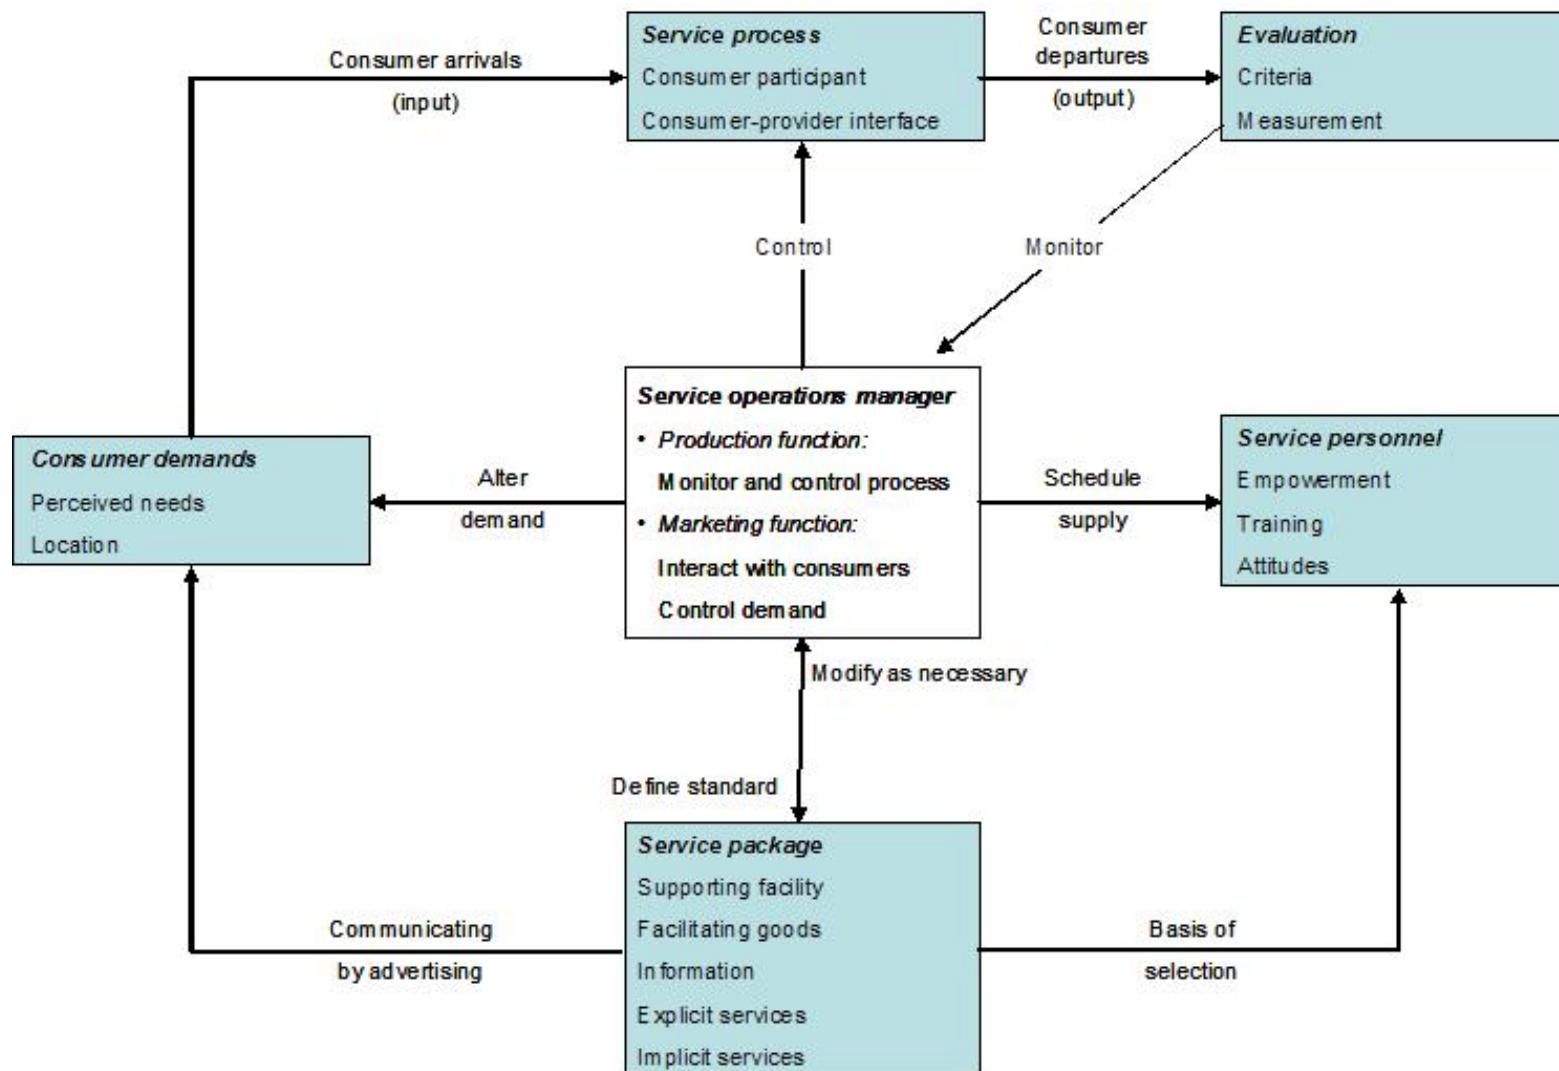 Service process
Consumer participant
Consumer-provider interface
Consumer arrivals
(input)
Consumer
departures
(output)
Evaluation
Criteria
Measurement
Control
Monitor
Service operations manager
• Production function:
Monitor and control process
• Marketing function:
Interact with consumers
Control demand
Consumer demands
Perceived needs
Location
Alter
demand
Schedule
supply
Service personnel
Empowerment
Training
Attitudes
Modify as necessary
Define standard
Service package
Supporting facility
Facilitating goods
Information
Explicit services
Implicit services
Communicating
by advertising
Basis of
selection